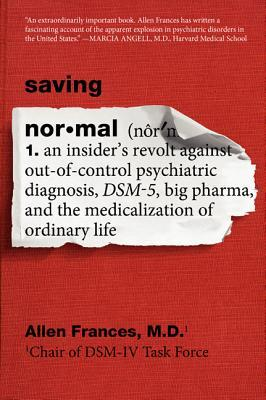 "An extraordinarily important book. Allen Frances has written a
fascinating account of the apparent explosion in psychiatric disorders in
the United States." —MARCIA ANGELL, M.D., Harvard Medical School
saving
nor•mal (nôr′n
1. an insider's revolt against
out-of-control psychiatric
diagnosis, DSM-5, big pharma,
and the medicalization of
ordinary life
Allen Frances, M.D.¹
¹Chair of DSM-IV Task Force